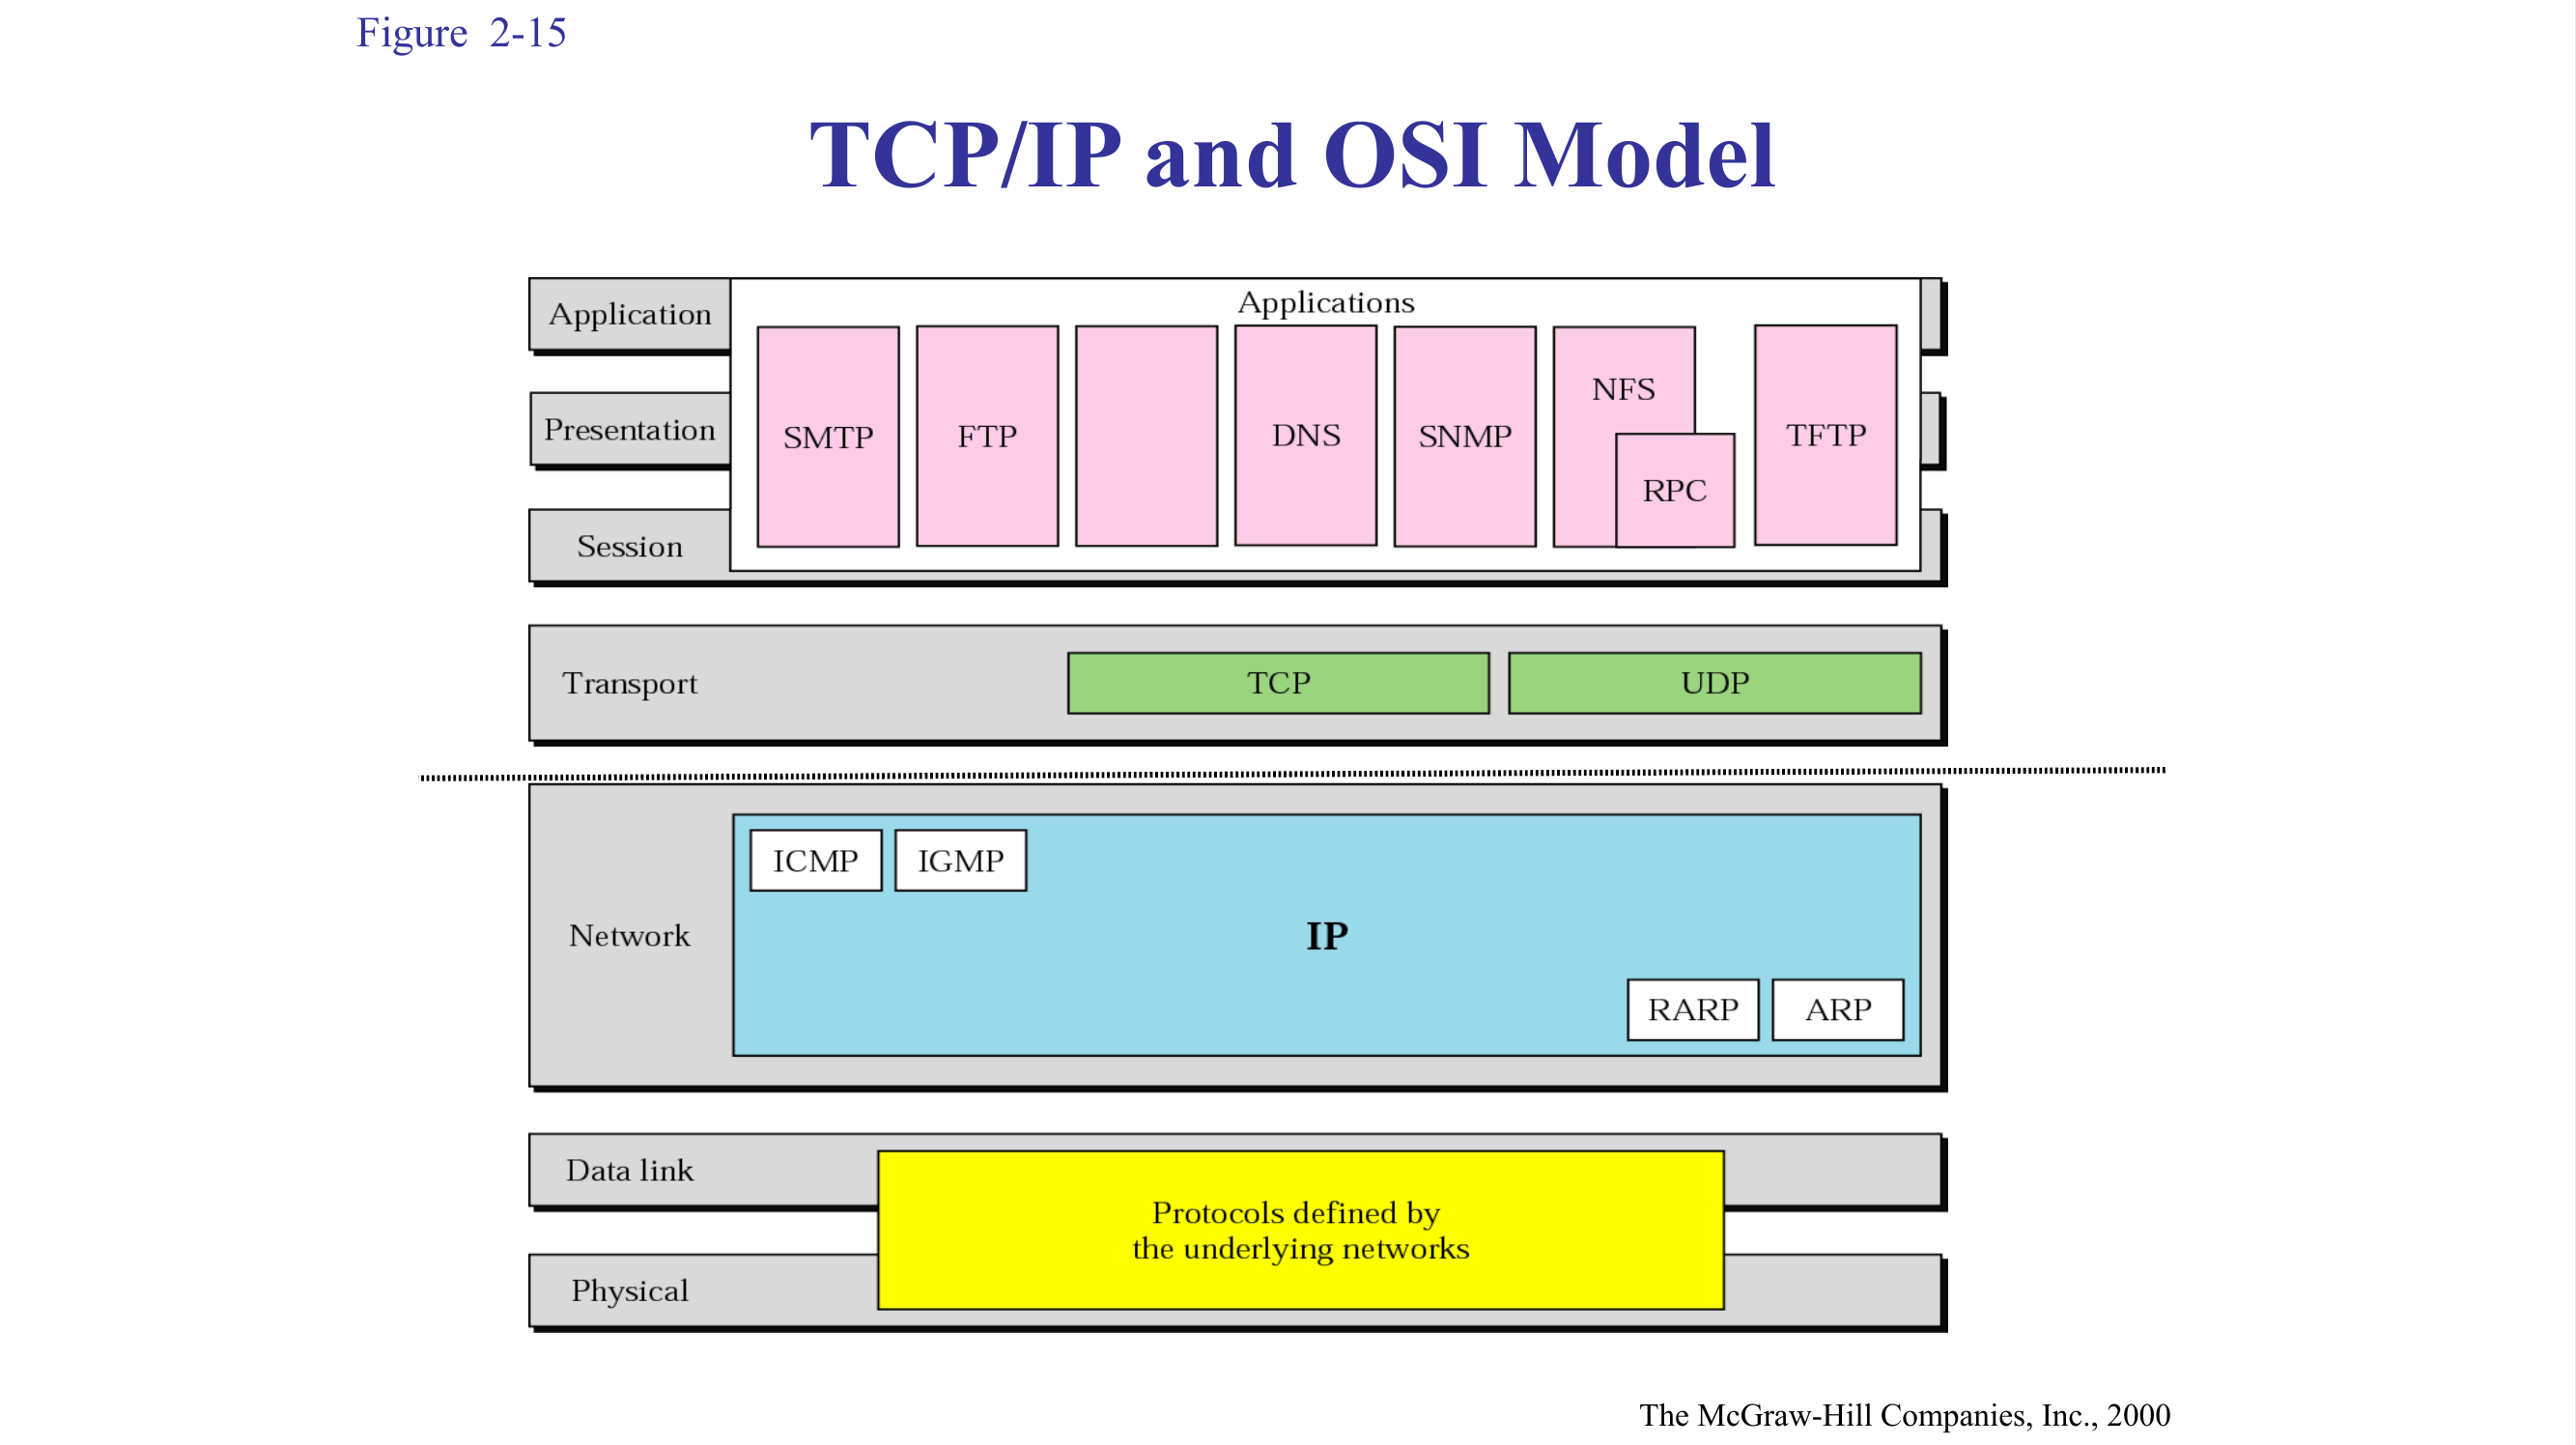 Figure 2-15
TCP/IP and OSI Model
Application
Applications
SMTP
FTP
DNS
SNMP
NFS
RPC
TFTP
Presentation
Session
Transport
TCP
UDP
Network
ICMP
IGMP
IP
RARP
ARP
Data link
Protocols defined by
the underlying networks
Physical
The McGraw-Hill Companies, Inc., 2000